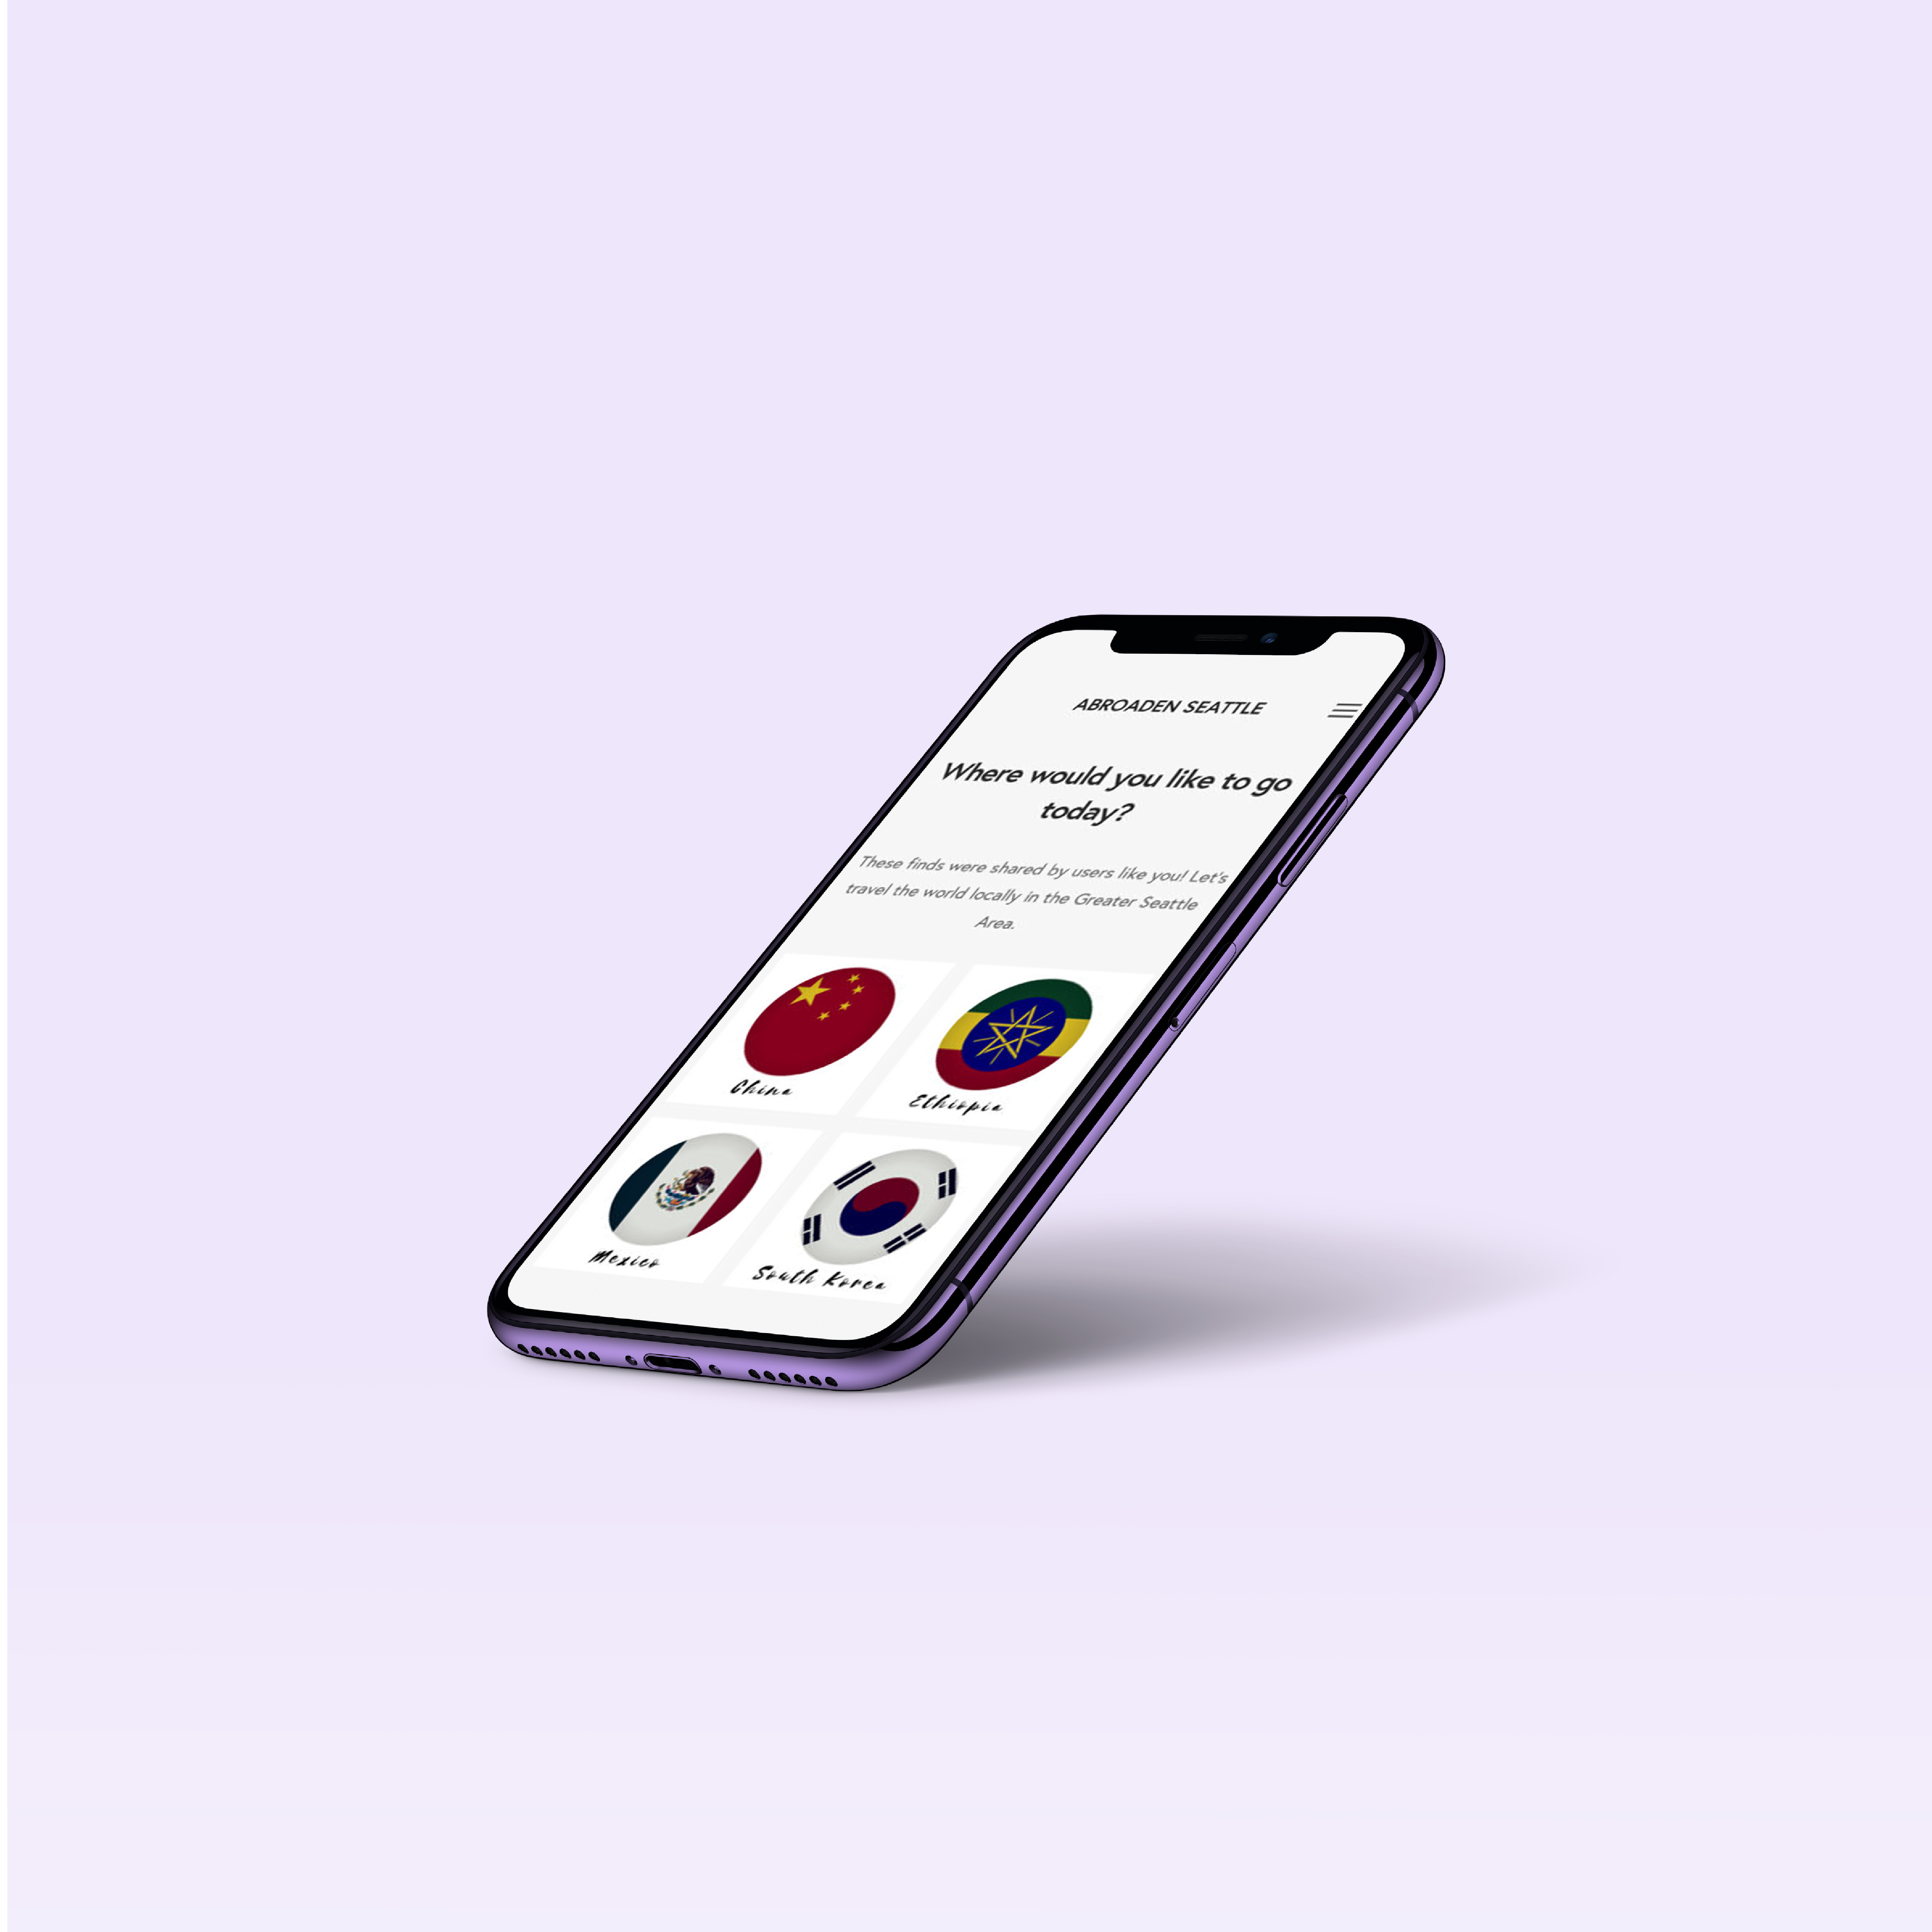 ABROADEN SEATTLE
Where would you like to go
today?
These finds were shared by users like you! Let's
travel the world locally in the Greater Seattle
Area.
China
Ethiopia
Mexico
South Korea